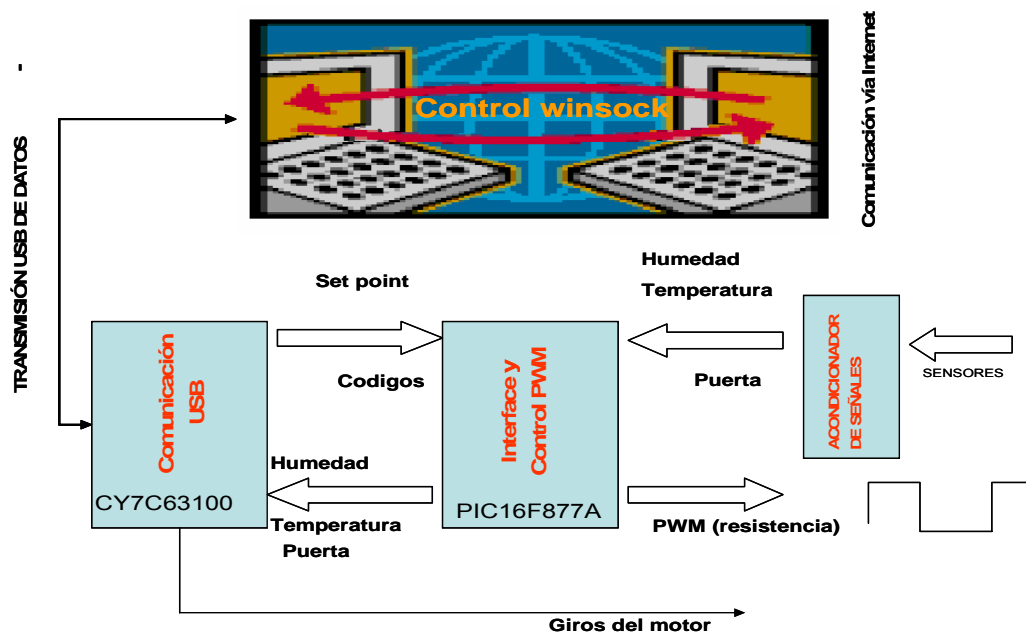 TRANSMISIÓN USB DE DATOS -
Control winsock
Comunicación vía Internet
Set point
Codigos
Humedad
Temperatura
Puerta
SENSORES
ACONDICIONADOR
DE SEÑALES
Comunicación
USB
CY7C63100
Interface y
Control PWM
PIC16F877A
Humedad
Temperatura
Puerta
PWM (resistencia)
Giros del motor